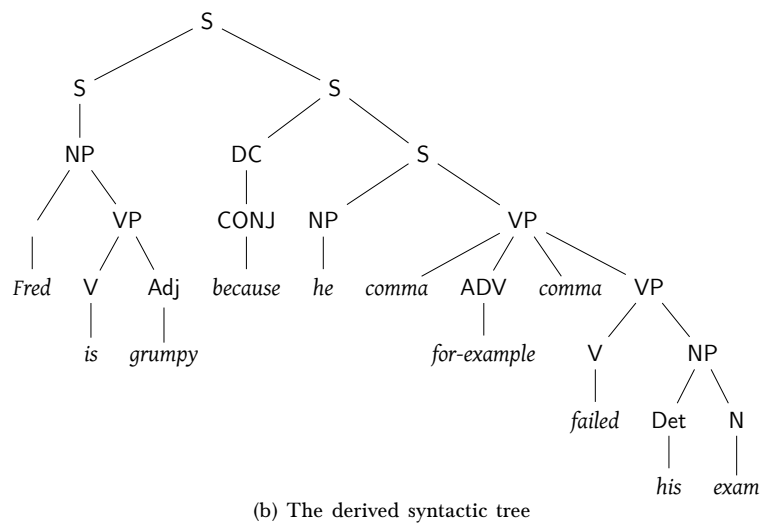 S
S S
NP DC S
VP CONJ NP VP
Fred V Adj because he comma ADV comma VP
is grumpy for-example V NP
failed Det N
his exam
(b) The derived syntactic tree